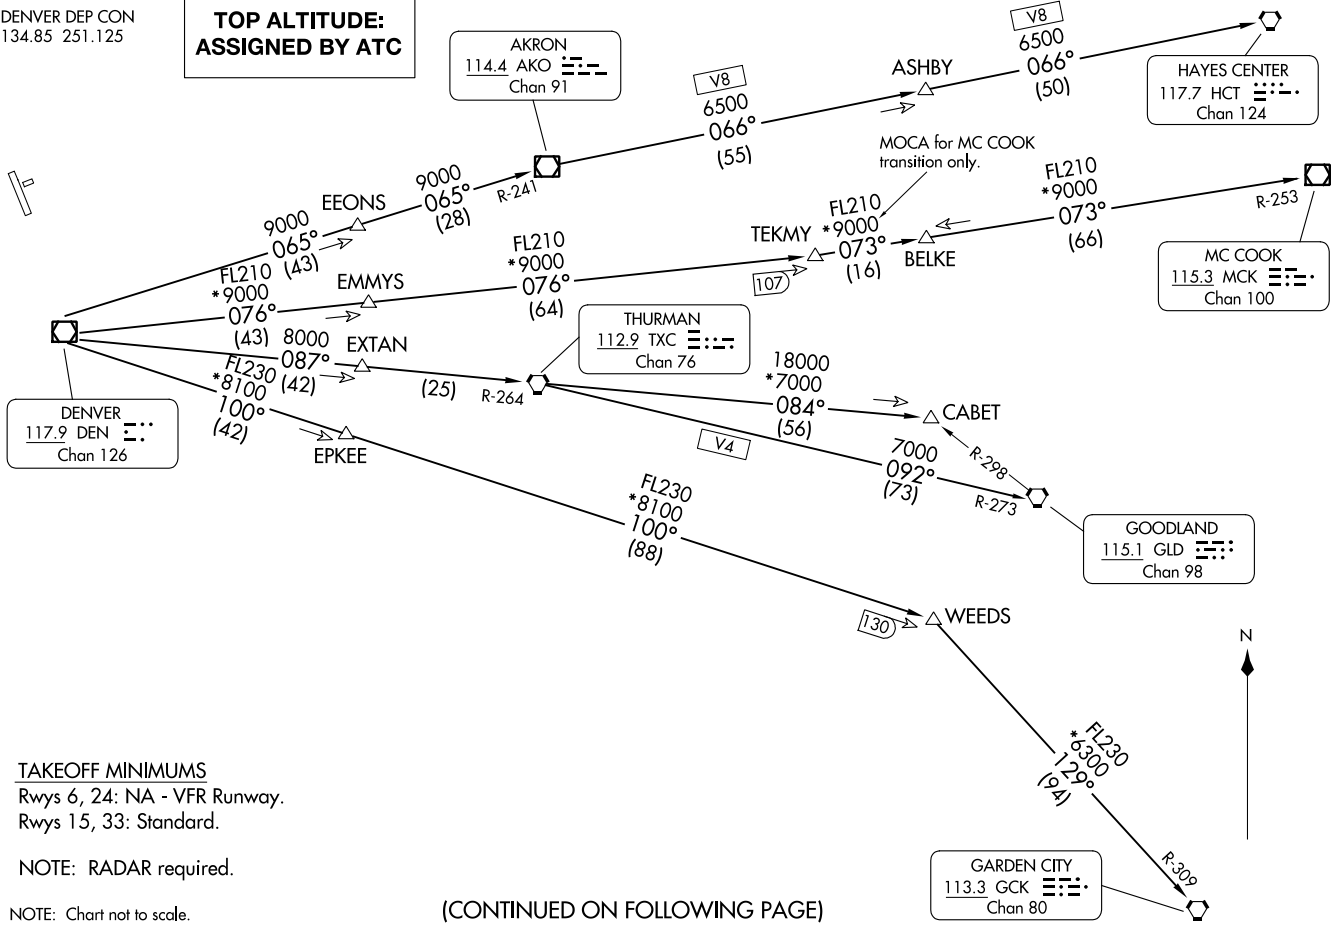 DENVER DEP CON
134.85 251.125
TOP ALTITUDE:
ASSIGNED BY ATC
AKRON
114.4 AKO
Chan 91
V8
6500
066°
(55)
ASHBY
V8
6500
066°
(50)
HAYES CENTER
117.7 HCT
Chan 124
MOCA for MC COOK
transition only.
EEONS
9000
065°
(43)
9000
065°
(28)
R-241
FL210
*9000
076°
(43)
EMMYS
FL210
*9000
076°
(64)
TEKMY
107
FL210
*9000
073°
(16)
BELKE
FL210
*9000
073°
(66)
R-253
MC COOK
115.3 MCK
Chan 100
DENVER
117.9 DEN
Chan 126
8000
087°
(42)
EXTAN
(25)
R-264
THURMAN
112.9 TXC
Chan 76
18000
*7000
084°
(56)
CABET
R-298
V4
7000
092°
(73)
R-273
GOODLAND
115.1 GLD
Chan 98
FL230
*8100
100°
(42)
EPKEE
FL230
*8100
100°
(88)
130
WEEDS
N
FL230
*6300
129°
(94)
R-309
GARDEN CITY
113.3 GCK
Chan 80
TAKEOFF MINIMUMS
Rwys 6, 24: NA - VFR Runway.
Rwys 15, 33: Standard.
NOTE: RADAR required.
NOTE: Chart not to scale.
(CONTINUED ON FOLLOWING PAGE)